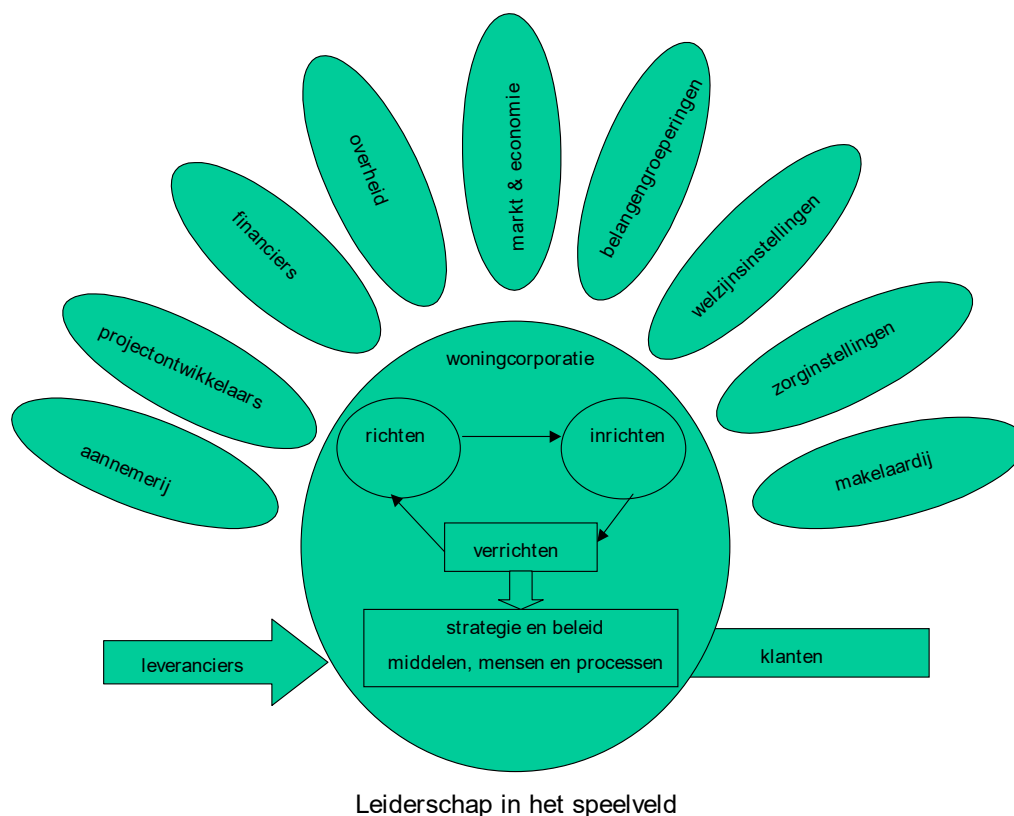 aannemerij
projectontwikkelaars
financiers
overheid
markt & economie
belangengroeperingen
welzijnsinstellingen
zorginstellingen
makelaardij
woningcorporatie
richten
inrichten
verrichten
strategie en beleid
middelen, mensen en processen
leveranciers
klanten
Leiderschap in het speelveld